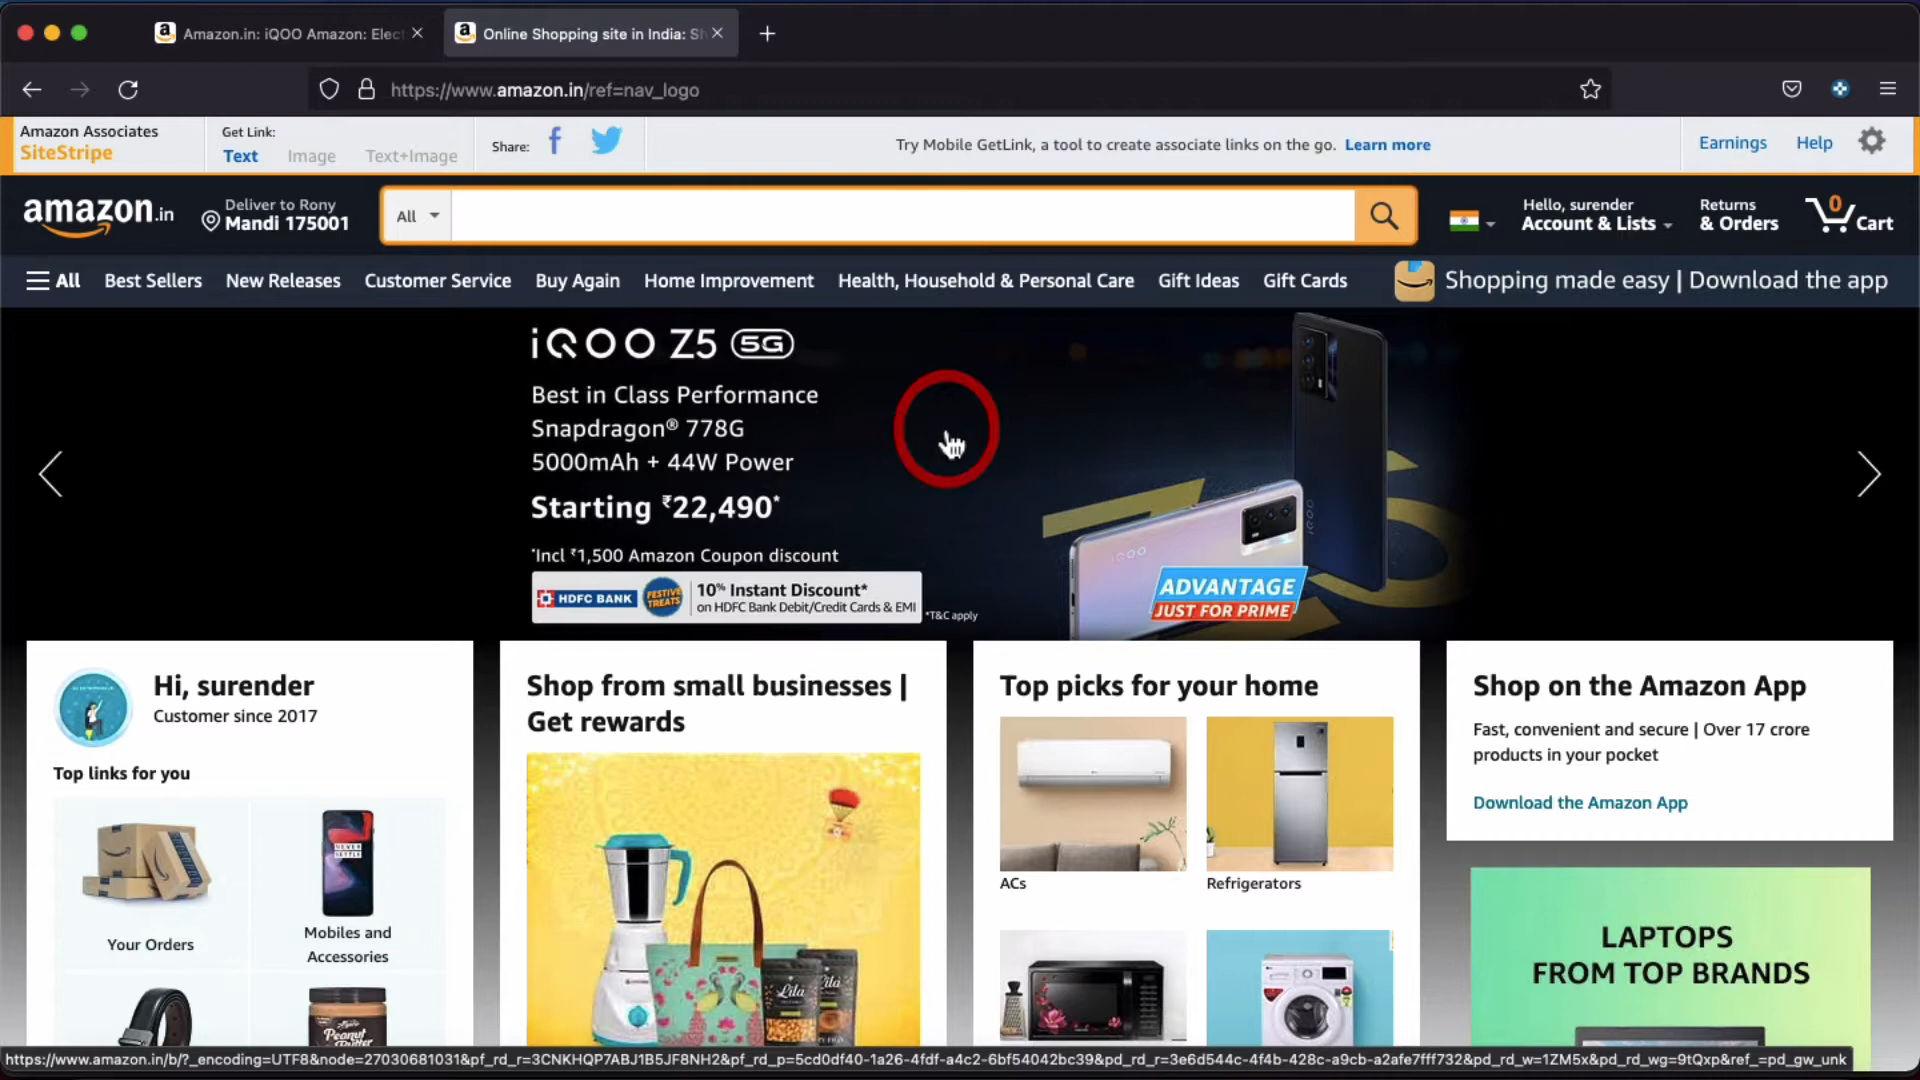 Amazon.in: iQOO Amazon: Elect
Online Shopping site in India: Sh
https://www.amazon.in/ref=nav_logo
Amazon Associates
SiteStripe
Get Link:
Text Image Text+Image
Share:
Try Mobile GetLink, a tool to create associate links on the go. Learn more
Earnings Help
amazon.in
Deliver to Rony
Mandi 175001
All
Hello, surender
Account & Lists
Returns
& Orders
0
Cart
All Best Sellers New Releases Customer Service Buy Again Home Improvement Health, Household & Personal Care Gift Ideas Gift Cards
Shopping made easy | Download the app
iQOO Z5 5G
Best in Class Performance
Snapdragon® 778G
5000mAh + 44W Power
Starting ₹22,490*
*Incl ₹1,500 Amazon Coupon discount
HDFC BANK
FESTIVE
TREATS
10% Instant Discount*
on HDFC Bank Debit/Credit Cards & EMI
*T&C apply
iQOO
iQOO
ADVANTAGE
JUST FOR PRIME
Hi, surender
Customer since 2017
Top links for you
NEVER
SETTLE
Your Orders
Mobiles and
Accessories
Peanut
Shop from small businesses |
Get rewards
Lila
Lila
Top picks for your home
ACs
Refrigerators
Shop on the Amazon App
Fast, convenient and secure | Over 17 crore
products in your pocket
Download the Amazon App
LAPTOPS
FROM TOP BRANDS
https://www.amazon.in/b/?_encoding=UTF8&node=27030681031&pf_rd_r=3CNKHQP7ABJ1B5JF8NH2&pf_rd_p=5cd0df40-1a26-4fdf-a4c2-6bf54042bc39&pd_rd_r=3e6d544c-4f4b-428c-a9cb-a2afe7fff732&pd_rd_w=1ZM5x&pd_rd_wg=9tQxp&ref_=pd_gw_unk